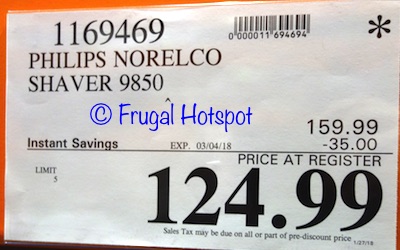 1169469
0000011694694
*
PHILIPS NORELCO
SHAVER 9850
© Frugal Hotspot
159.99
Instant Savings EXP. 03/04/18 -35.00
PRICE AT REGISTER
LIMIT
5
124.99
Sales Tax may be due on all or part of pre-discount price 1/27/18